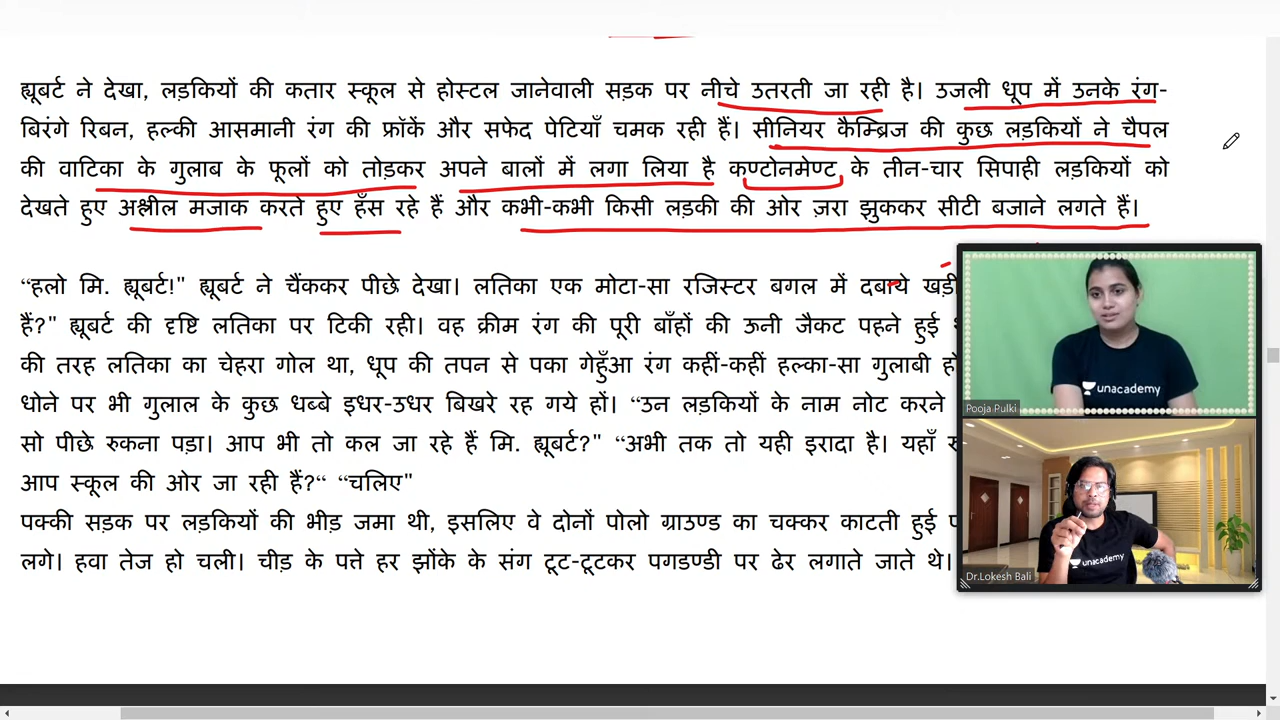 ह्यूबर्ट ने देखा, लड़कियों की कतार स्कूल से होस्टल जानेवाली सड़क पर नीचे उतरती जा रही है। उजली धूप में उनके रंग-
बिरंगे रिबन, हल्की आसमानी रंग की फ्रॉकें और सफेद पेटियाँ चमक रही हैं। सीनियर कैम्ब्रिज की कुछ लड़कियों ने चैपल
की वाटिका के गुलाब के फूलों को तोड़कर अपने बालों में लगा लिया है कण्टोनमेण्ट के तीन-चार सिपाही लड़कियों को
देखते हुए अश्लील मजाक करते हुए हँस रहे हैं और कभी-कभी किसी लड़की की ओर ज़रा झुककर सीटी बजाने लगते हैं।
“हलो मि. ह्यूबर्ट!" ह्यूबर्ट ने चैंककर पीछे देखा। लतिका एक मोटा-सा रजिस्टर बगल में दबाये खड़ी
हैं?" ह्यूबर्ट की दृष्टि लतिका पर टिकी रही। वह क्रीम रंग की पूरी बाँहों की ऊनी जैकट पहने हुई
की तरह लतिका का चेहरा गोल था, धूप की तपन से पका गेहुँआ रंग कहीं-कहीं हल्का-सा गुलाबी हो
धोने पर भी गुलाल के कुछ धब्बे इधर-उधर बिखरे रह गये हों। “उन लड़कियों के नाम नोट करने
सो पीछे रुकना पड़ा। आप भी तो कल जा रहे हैं मि. ह्यूबर्ट?" “अभी तक तो यही इरादा है। यहाँ
आप स्कूल की ओर जा रही हैं?“ “चलिए"
पक्की सड़क पर लड़कियों की भीड़ जमा थी, इसलिए वे दोनों पोलो ग्राउण्ड का चक्कर काटती हुई
लगे। हवा तेज हो चली। चीड़ के पत्ते हर झोंके के संग टूट-टूटकर पगडण्डी पर ढेर लगाते जाते थे।
unacademy
Pooja Pulki
unacademy
Dr.Lokesh Bali